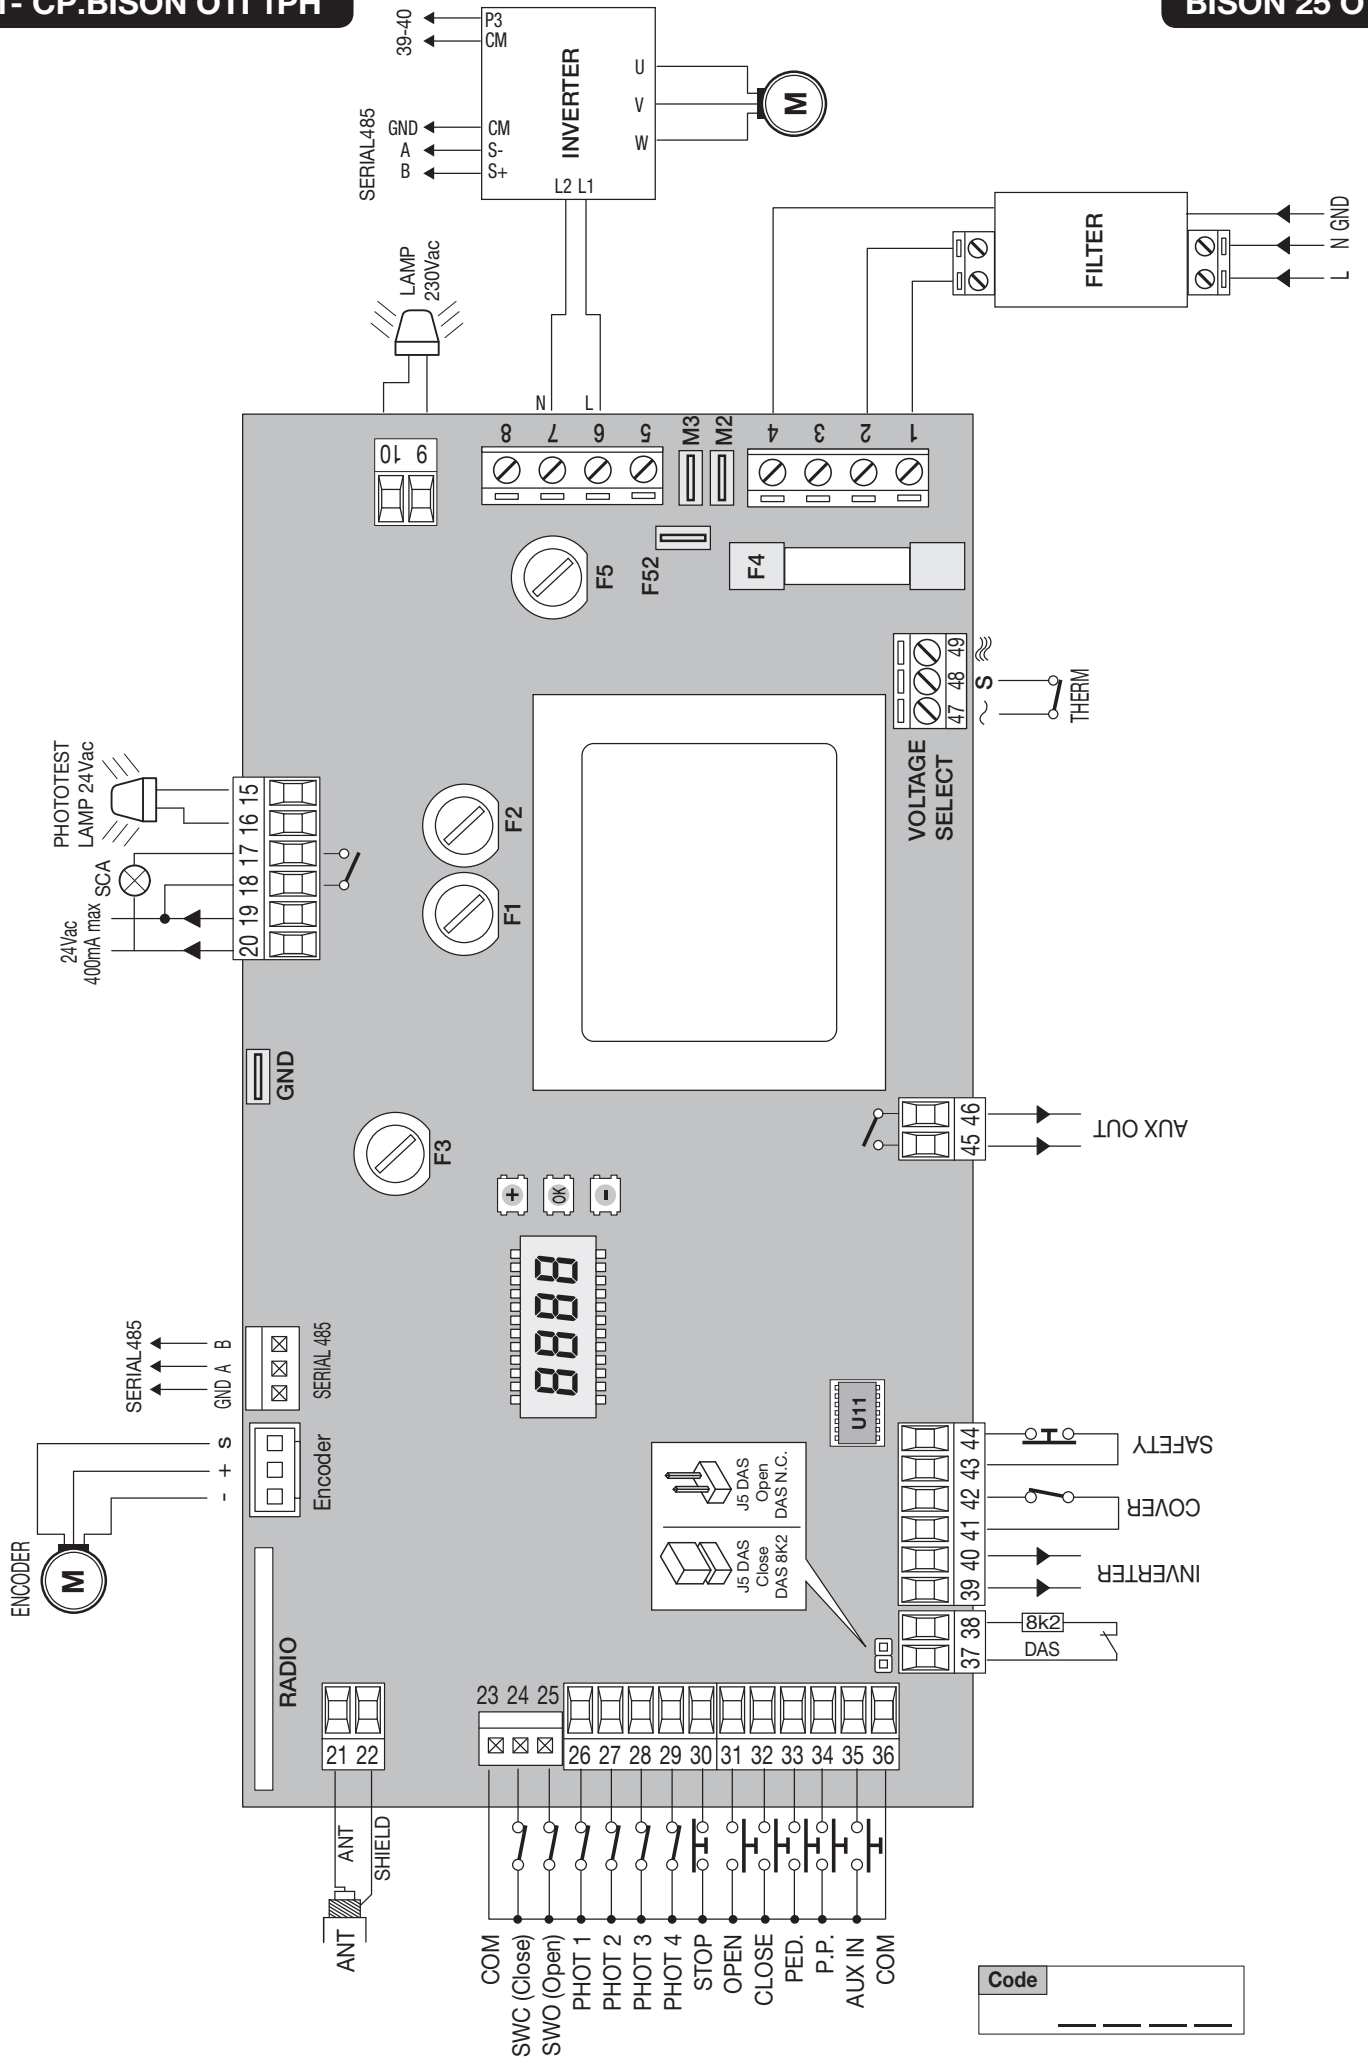 - CP.BISON OTI 1PH
BISON 25 O
39-40
P3
CM
SERIAL485
GND
A
B
CM
S-
S+
INVERTER
U
V
W
L2 L1
M
LAMP
230Vac
FILTER
L
N
GND
N
L
10 9
8 7 6 5
M3
M2
4 3 2 1
F5
F52
F4
PHOTOTEST
LAMP 24Vac
SCA
24Vac
400mA max
20 19 18 17 16 15
F2
F1
47 48 49
S
THERM
VOLTAGE
SELECT
GND
F3
+
OK
-
8888
45 46
AUX OUT
SERIAL485
GND A B
SERIAL 485
ENCODER
M
- + S
Encoder
U11
J5 DAS
Close
DAS 8K2
J5 DAS
Open
DAS N.C.
43 44
SAFETY
41 42
COVER
39 40
INVERTER
37 38
8k2
DAS
RADIO
21 22
ANT
SHIELD
ANT
23 24 25
26 27 28 29 30 31 32 33 34 35 36
COM
SWC (Close)
SWO (Open)
PHOT 1
PHOT 2
PHOT 3
PHOT 4
STOP
OPEN
CLOSE
PED.
P.P.
AUX IN
COM
Code